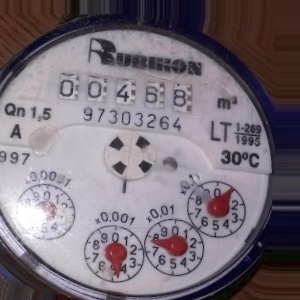 RUBIKON
00468 m³
97303264
Qn 1,5
A
LT 1-269
1995
997
30ºC
x0,0001
x0,001
x0,01
x0,1